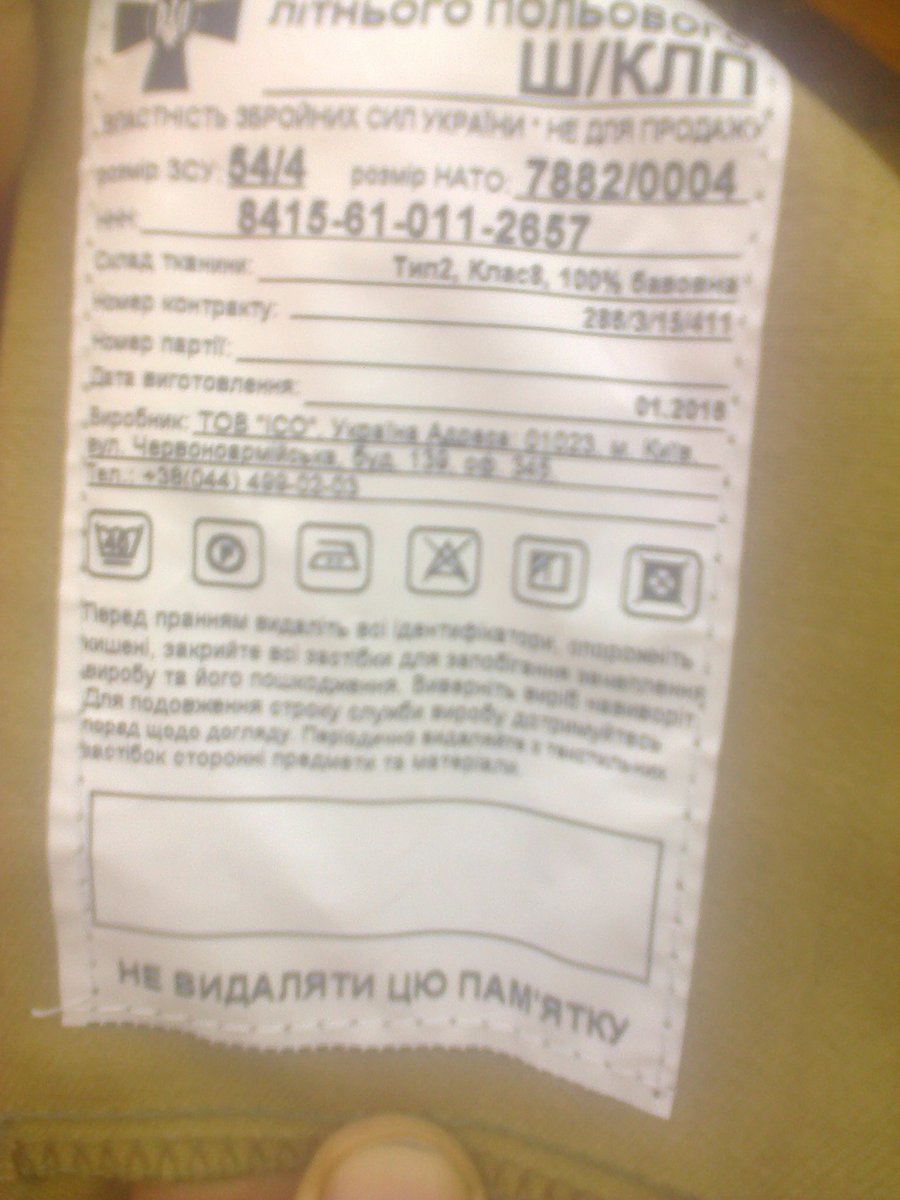 ЛІТНЬОГО ПОЛЬОВОГО
Ш/КЛП
ВЛАСТНІСТЬ ЗБРОЙНИХ СИЛ УКРАЇНИ * НЕ ДЛЯ ПРОДАЖУ
розмір ЗСУ: 54/4 розмір НАТО: 7882/0004
ННН: 8415-61-011-2657
Склад тканини: Тип2, Клас8, 100% бавовна
Номер контракту: 286/3/15/411
Номер партії:
Дата виготовлення: 01.2016
Виробник: ТОВ "ІСО", Україна Адреса: 01023, м. Київ,
вул. Червоноармійська, буд. 139, оф. 345,
Тел.: +38(044) 499-02-03
40
P
Перед пранням видаліть всі ідентифікатори, спорожніть
кишені, закрийте всі застібки для запобігання зачеплення
виробу та його пошкодження. Виверніть виріб навиворіт.
Для подовження строку служби виробу дотримуйтесь
порад щодо догляду. Періодично видаляйте з текстильних
застібок сторонні предмети та матеріали.
НЕ ВИДАЛЯТИ ЦЮ ПАМ'ЯТКУ